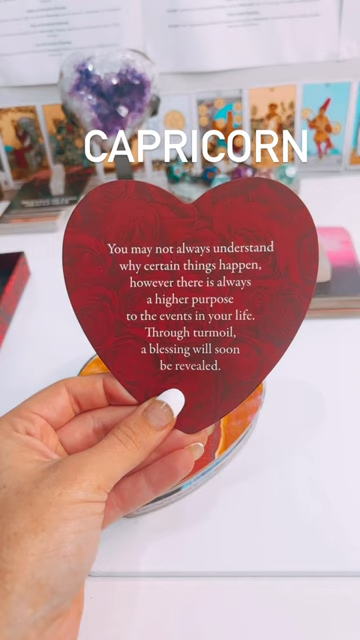 CAPRICORN
You may not always understand
why certain things happen,
however there is always
a higher purpose
to the events in your life.
Through turmoil,
a blessing will soon
be revealed.